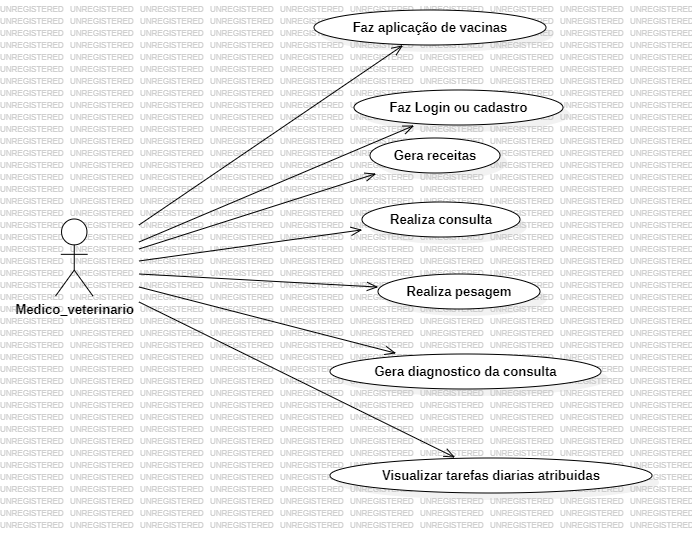 Faz aplicação de vacinas
Faz Login ou cadastro
Gera receitas
Realiza consulta
Realiza pesagem
Medico_veterinario
Gera diagnostico da consulta
Visualizar tarefas diarias atribuidas
UNREGISTERED